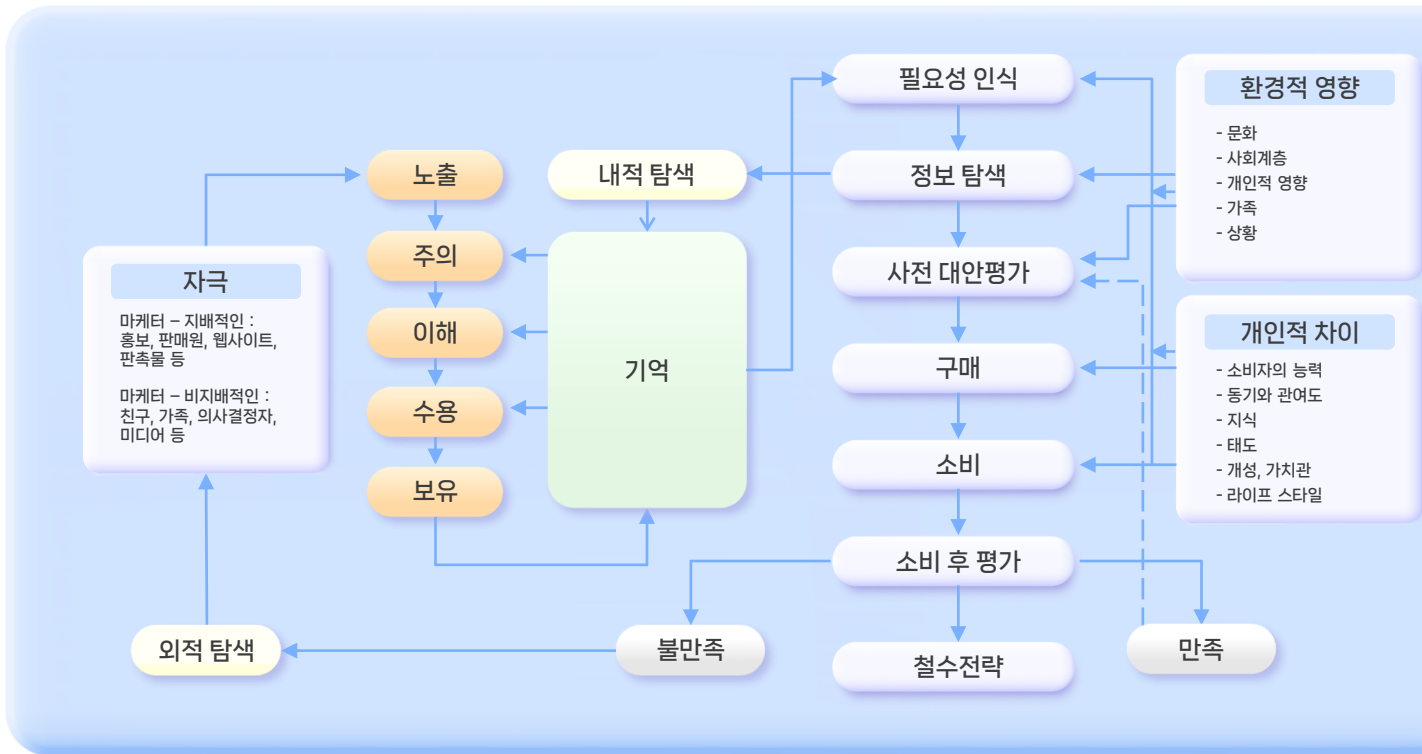 필요성 인식
환경적 영향
- 문화
- 사회계층
- 개인적 영향
- 가족
- 상황
노출
내적 탐색
정보 탐색
주의
사전 대안평가
자극
마케터 – 지배적인 :
홍보, 판매원, 웹사이트,
판촉물 등
마케터 – 비지배적인 :
친구, 가족, 의사결정자,
미디어 등
이해
기억
구매
개인적 차이
- 소비자의 능력
- 동기와 관여도
- 지식
- 태도
- 개성, 가치관
- 라이프 스타일
수용
소비
보유
소비 후 평가
외적 탐색
불만족
철수전략
만족